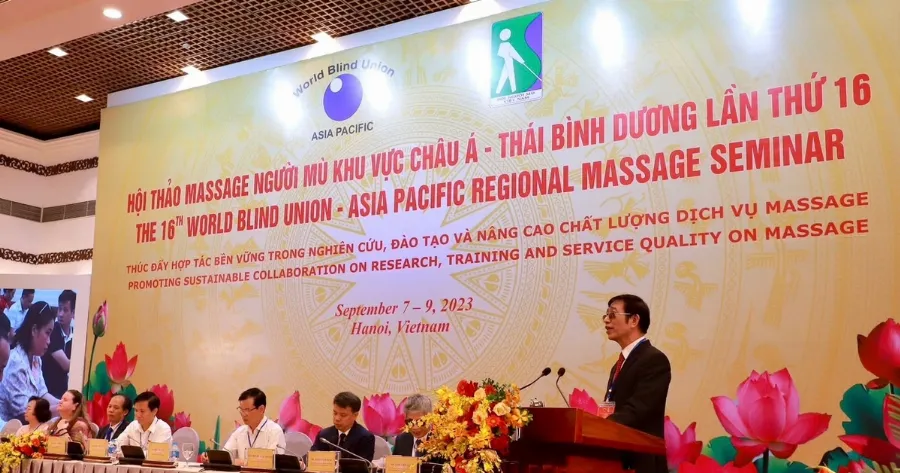 World Blind Union
ASIA PACIFIC
HỘI THẢO MASSAGE NGƯỜI MÙ KHU VỰC CHÂU Á - THÁI BÌNH DƯƠNG LẦN THỨ 16
THE 16TH WORLD BLIND UNION - ASIA PACIFIC REGIONAL MASSAGE SEMINAR
THÚC ĐẨY HỢP TÁC BỀN VỮNG TRONG NGHIÊN CỨU, ĐÀO TẠO VÀ NÂNG CAO CHẤT LƯỢNG DỊCH VỤ MASSAGE
PROMOTING SUSTAINABLE COLLABORATION ON RESEARCH, TRAINING AND SERVICE QUALITY ON MASSAGE
September 7 – 9, 2023
Hanoi, Vietnam